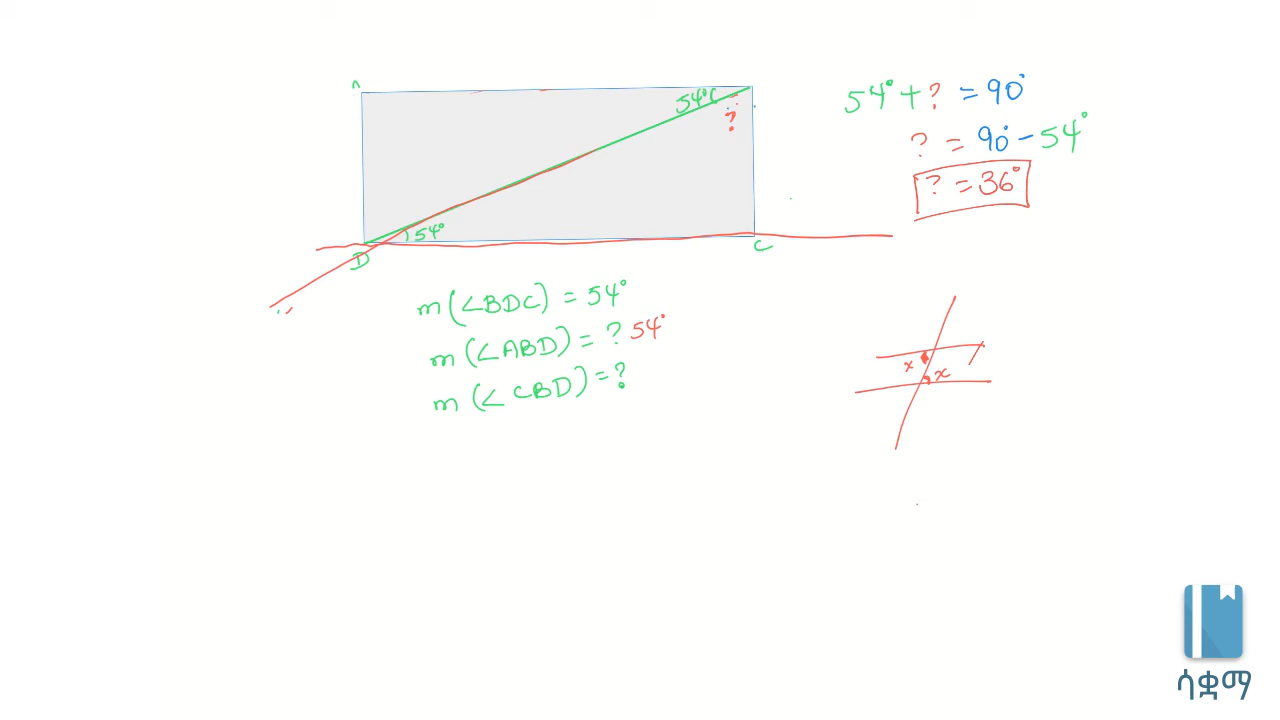 A
54°
?
54°
D
C
54° + ? = 90°
? = 90° - 54°
? = 36°
m(∠BDC) = 54°
m(∠ABD) = ? 54°
m(∠CBD) = ?
x
x
ሳቋማ